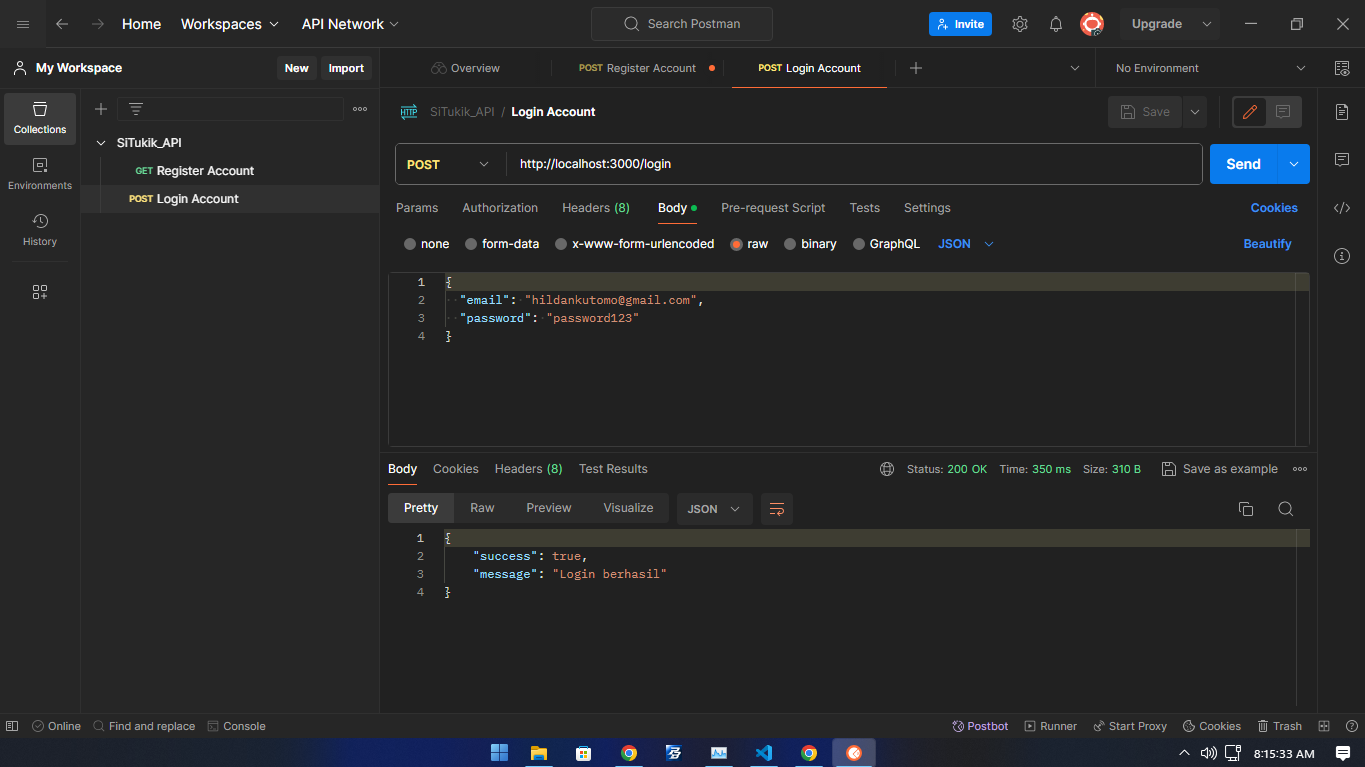 Home Workspaces API Network Search Postman Invite Upgrade
My Workspace New Import Overview POST Register Account POST Login Account No Environment
Collections
Environments
History
SiTukik_API
GET Register Account
POST Login Account
HTTP SiTukik_API / Login Account Save
POST http://localhost:3000/login Send
Params Authorization Headers (8) Body Pre-request Script Tests Settings Cookies
none form-data x-www-form-urlencoded raw binary GraphQL JSON Beautify
1 {
2 "email": "hildankutomo@gmail.com",
3 "password": "password123"
4 }
Body Cookies Headers (8) Test Results Status: 200 OK Time: 350 ms Size: 310 B Save as example
Pretty Raw Preview Visualize JSON
1 {
2 "success": true,
3 "message": "Login berhasil"
4 }
Online Find and replace Console Postbot Runner Start Proxy Cookies Trash
8:15:33 AM